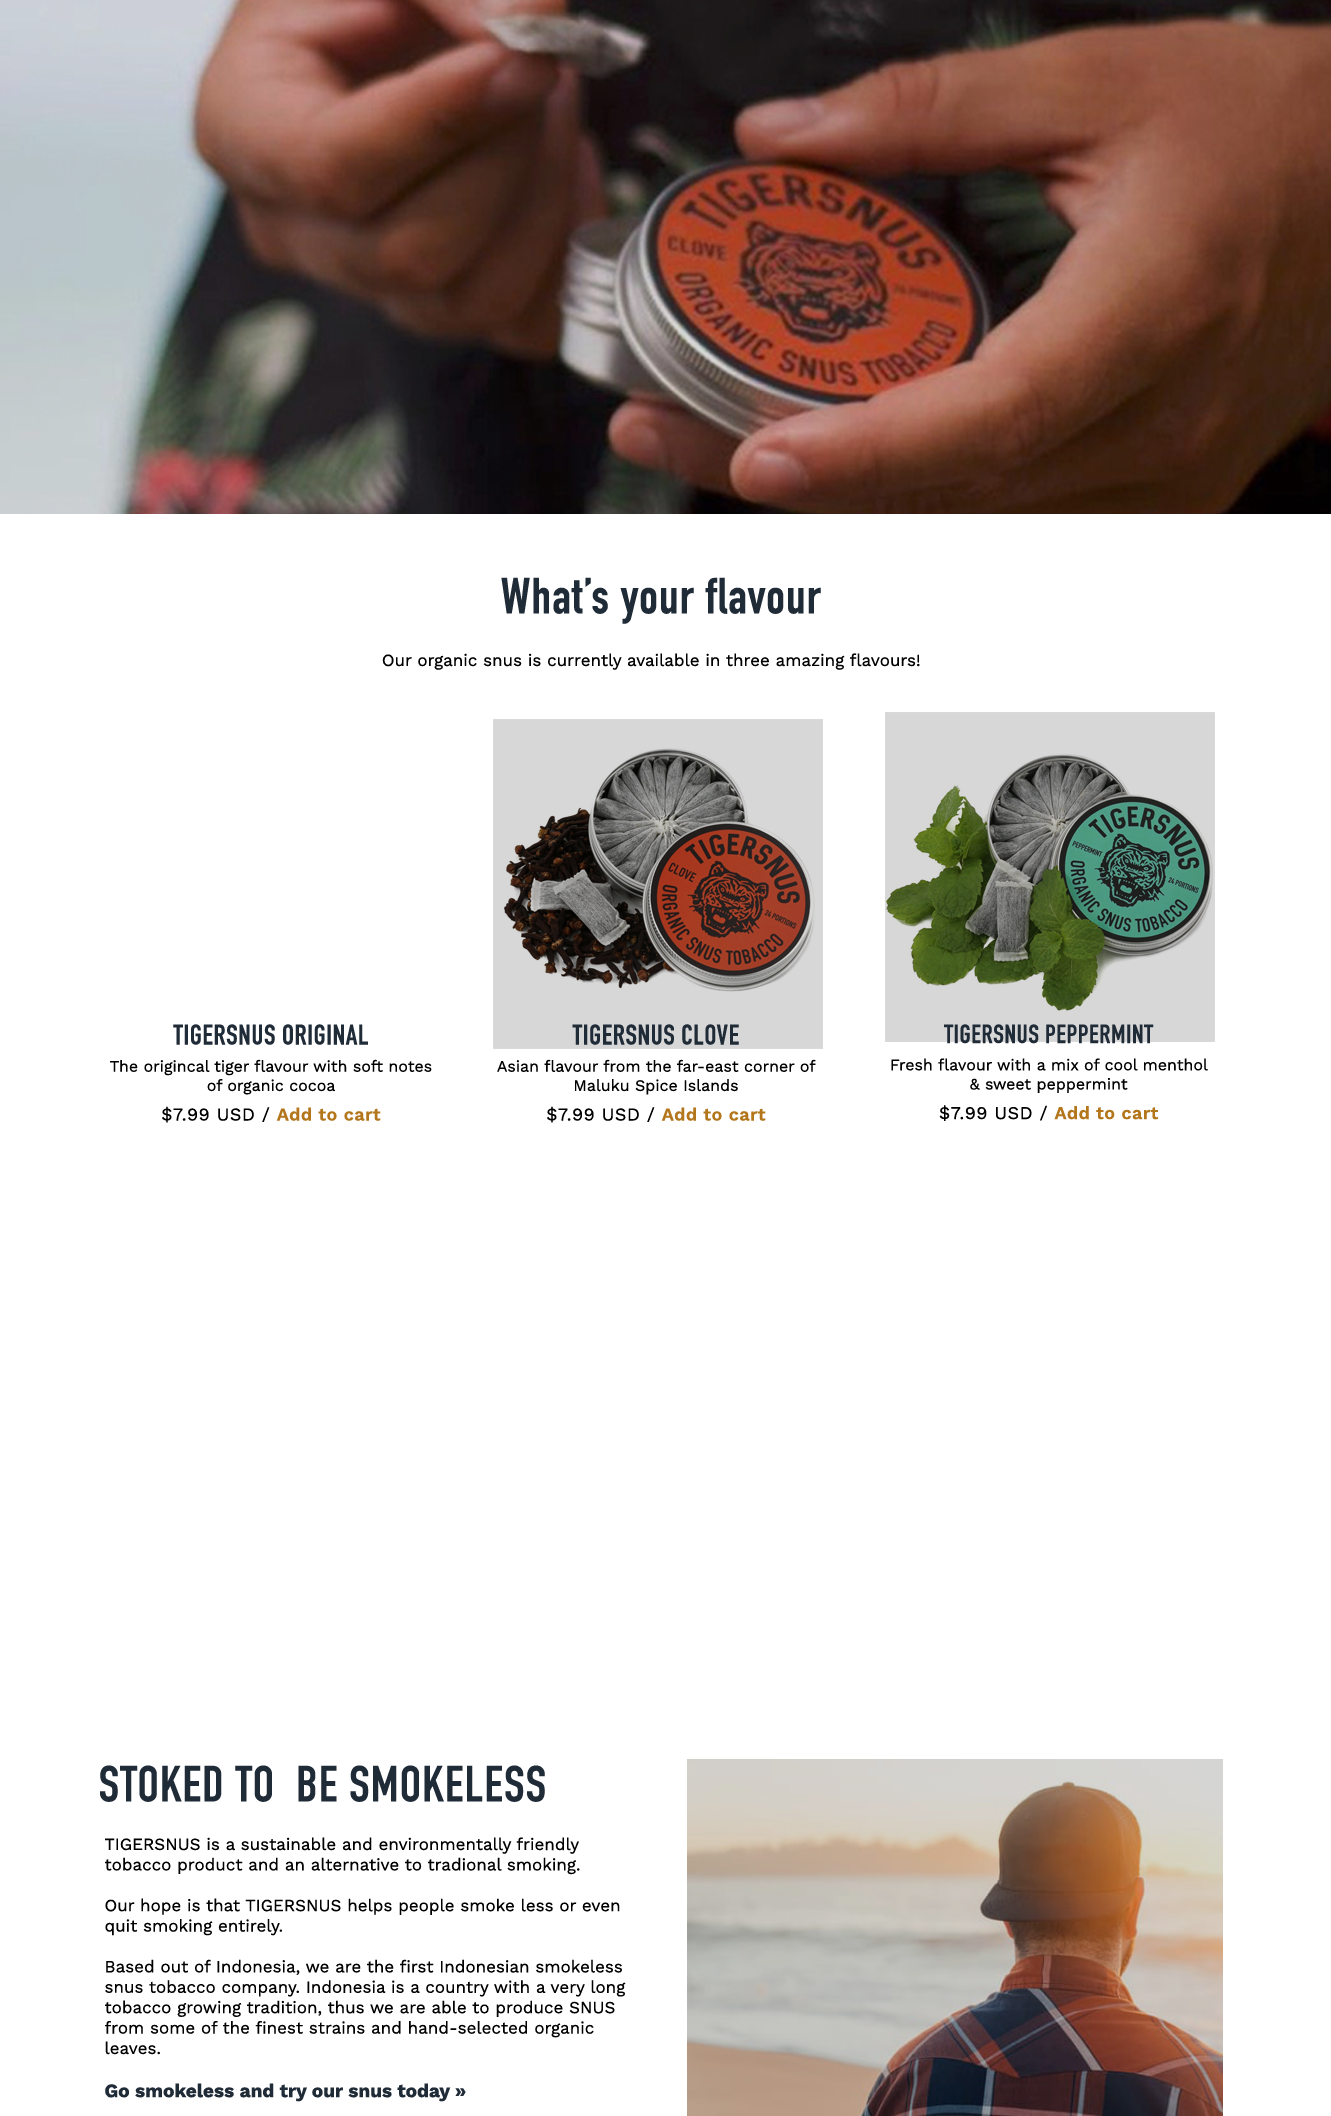 TIGERSNUS
CLOVE
24 PORTIONS
ORGANIC SNUS TOBACCO
What's your flavour
Our organic snus is currently available in three amazing flavours!
TIGERSNUS
CLOVE
24 PORTIONS
ORGANIC SNUS TOBACCO
TIGERSNUS
PEPPERMINT
24 PORTIONS
ORGANIC SNUS TOBACCO
TIGERSNUS ORIGINAL
The origincal tiger flavour with soft notes
of organic cocoa
$7.99 USD / Add to cart
TIGERSNUS CLOVE
Asian flavour from the far-east corner of
Maluku Spice Islands
$7.99 USD / Add to cart
TIGERSNUS PEPPERMINT
Fresh flavour with a mix of cool menthol
& sweet peppermint
$7.99 USD / Add to cart
STOKED TO  BE SMOKELESS
TIGERSNUS is a sustainable and environmentally friendly
tobacco product and an alternative to tradional smoking.
Our hope is that TIGERSNUS helps people smoke less or even
quit smoking entirely.
Based out of Indonesia, we are the first Indonesian smokeless
snus tobacco company. Indonesia is a country with a very long
tobacco growing tradition, thus we are able to produce SNUS
from some of the finest strains and hand-selected organic
leaves.
Go smokeless and try our snus today »